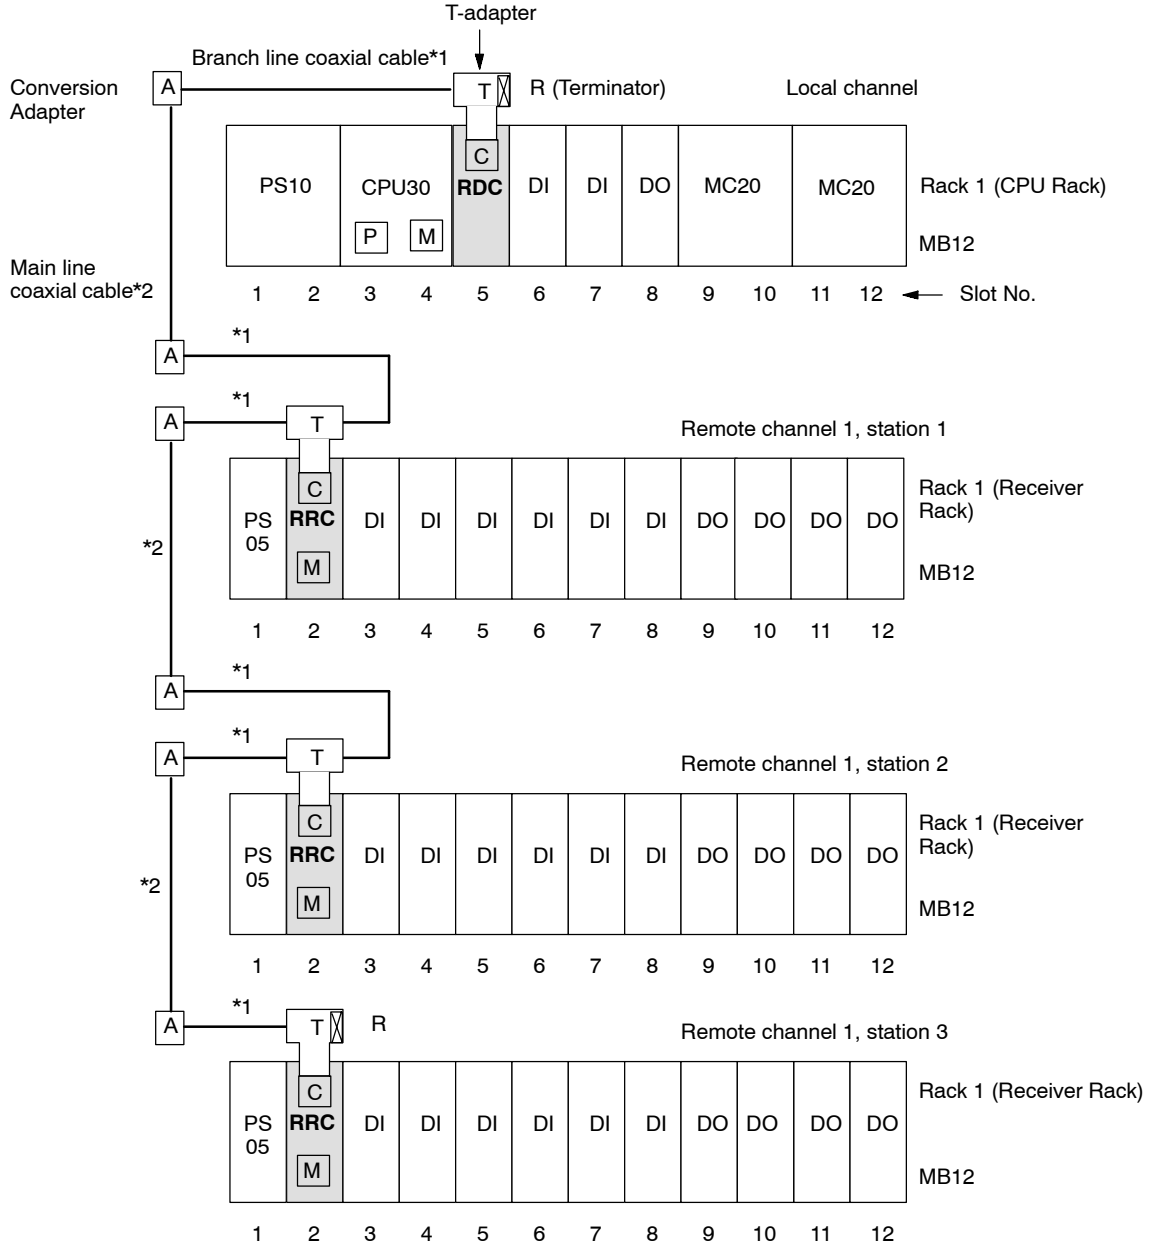 T-adapter
Branch line coaxial cable*1
Conversion
Adapter
A
T
R (Terminator)
Local channel
C
PS10
CPU30
RDC
DI
DI
DO
MC20
MC20
Rack 1 (CPU Rack)
P
M
MB12
Main line
coaxial cable*2
1 2 3 4 5 6 7 8 9 10 11 12
Slot No.
*1
A
*1
A
T
Remote channel 1, station 1
C
Rack 1 (Receiver
Rack)
PS
05
RRC
DI DI DI DI DI DI DO DO DO DO
*2
M
MB12
1 2 3 4 5 6 7 8 9 10 11 12
*1
A
*1
A
T
Remote channel 1, station 2
C
Rack 1 (Receiver
Rack)
PS
05
RRC
DI DI DI DI DI DI DO DO DO DO
*2
M
MB12
1 2 3 4 5 6 7 8 9 10 11 12
*1
A
T
R
Remote channel 1, station 3
C
Rack 1 (Receiver Rack)
PS
05
RRC
DI DI DI DI DI DI DO DO DO DO
M
MB12
1 2 3 4 5 6 7 8 9 10 11 12